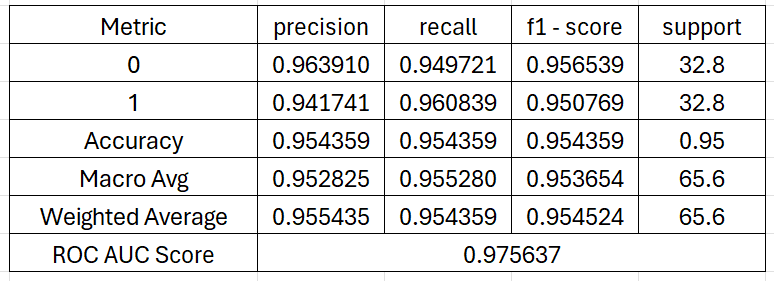 Metric precision recall f1 - score support
0 0.963910 0.949721 0.956539 32.8
1 0.941741 0.960839 0.950769 32.8
Accuracy 0.954359 0.954359 0.954359 0.95
Macro Avg 0.952825 0.955280 0.953654 65.6
Weighted Average 0.955435 0.954359 0.954524 65.6
ROC AUC Score 0.975637